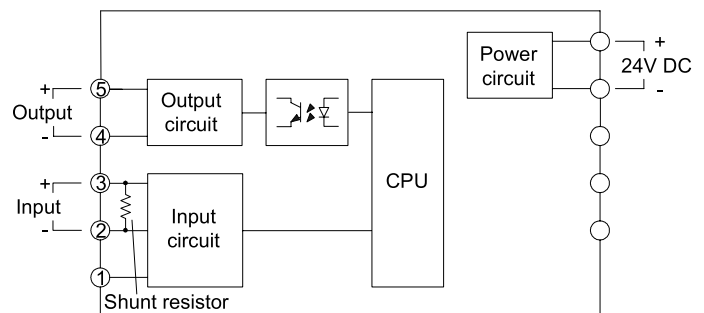 +
5
Output
-
4
Output
circuit
Power
circuit
+
24V DC
-
CPU
+
3
Input
-
2
1
Input
circuit
Shunt resistor